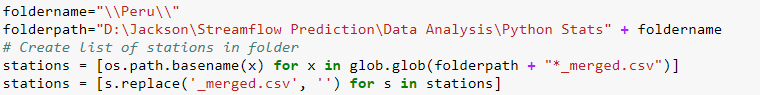 foldername="\\Peru\\"
folderpath="D:\Jackson\Streamflow Prediction\Data Analysis\Python Stats" + foldername
# Create list of stations in folder
stations = [os.path.basename(x) for x in glob.glob(folderpath + "*_merged.csv")]
stations = [s.replace('_merged.csv', '') for s in stations]